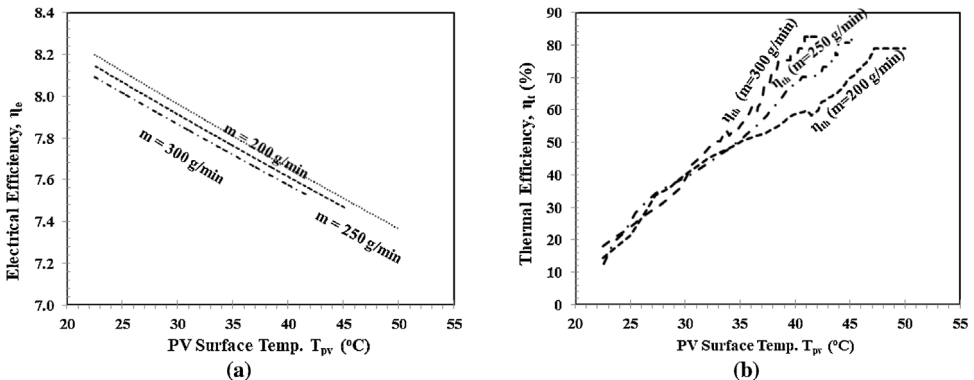 Electrical Efficiency, ηe
8.4
8.2
8.0
7.8
7.6
7.4
7.2
7.0
m = 200 g/min
m = 300 g/min
m = 250 g/min
20 25 30 35 40 45 50 55
PV Surface Temp. Tpv (°C)
(a)
Thermal Efficiency, ηt (%)
90
80
70
60
50
40
30
20
10
0
ηth (m=300 g/min)
ηth (m=250 g/min)
ηth (m=200 g/min)
20 25 30 35 40 45 50 55
PV Surface Temp. Tpv (°C)
(b)